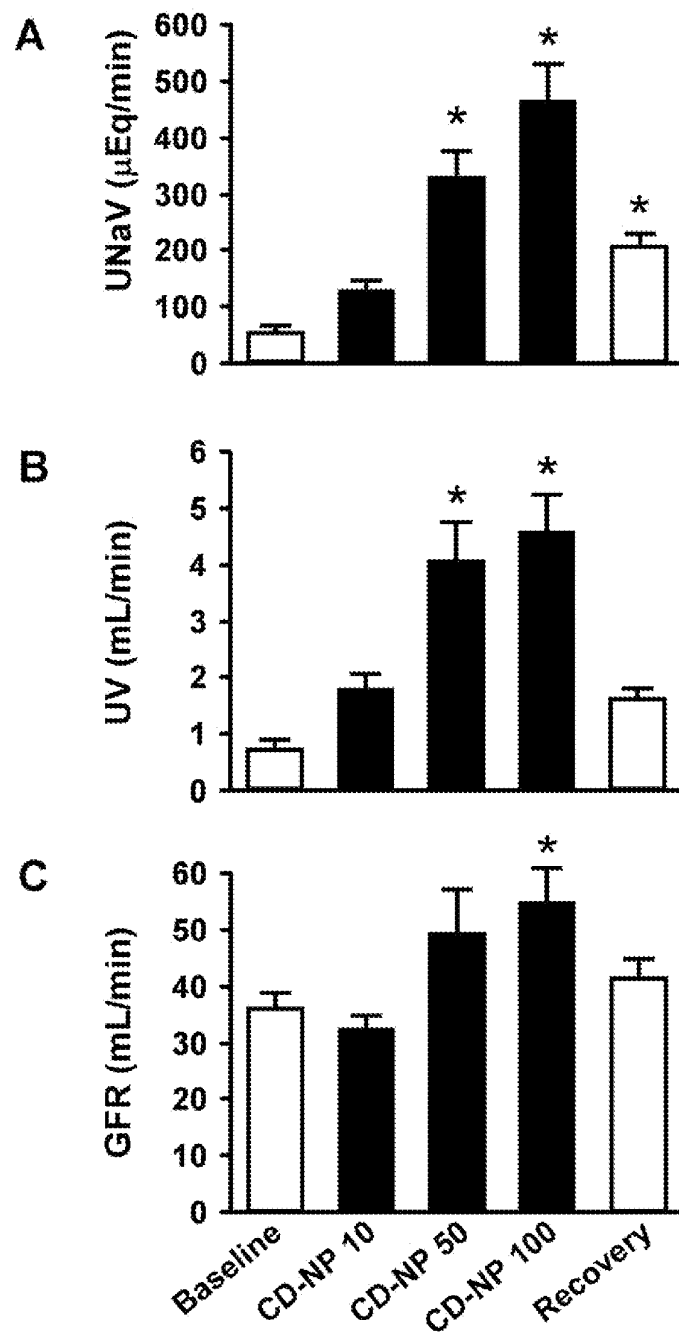 A
UNaV (μEq/min)
600
500
400
300
200
100
0
*
*
*
B
UV (mL/min)
6
5
4
3
2
1
0
*
*
C
GFR (mL/min)
60
50
40
30
20
10
0
*
Baseline
CD-NP 10
CD-NP 50
CD-NP 100
Recovery